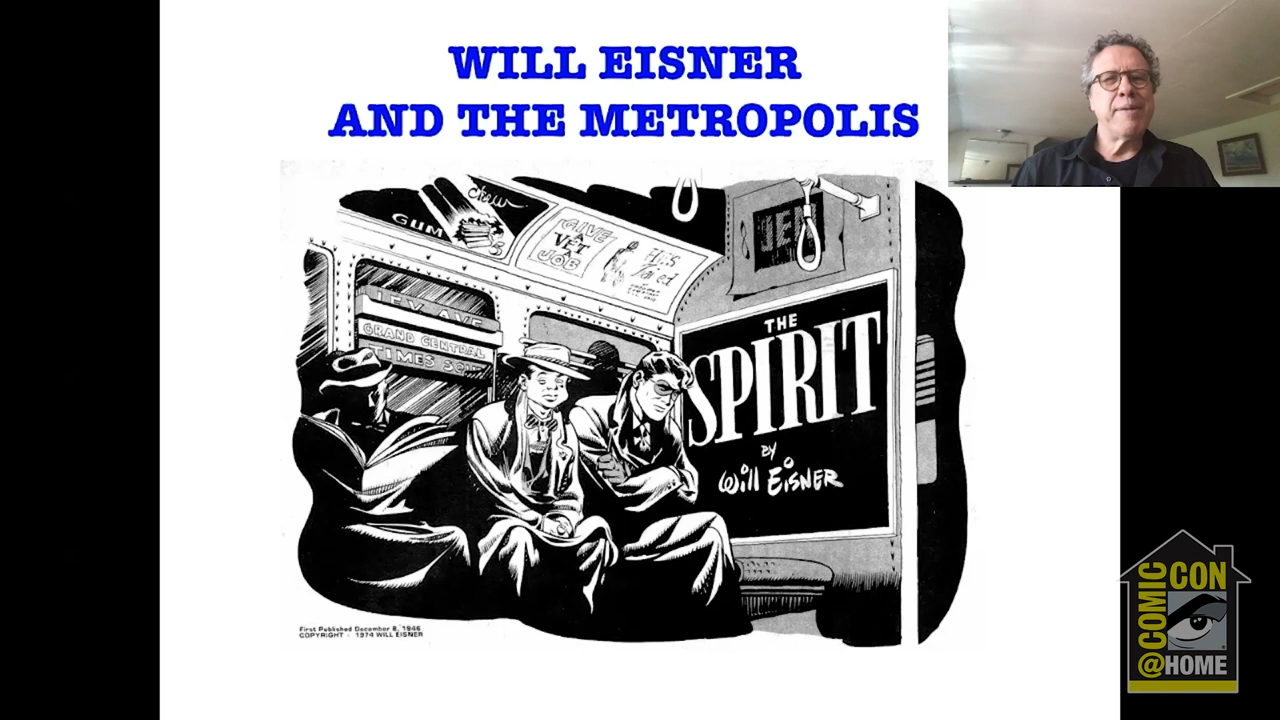 WILL EISNER
AND THE METROPOLIS
Chew
GUM
GIVE
A
VET
A
JOB
JEM
LEX. AVE
GRAND CENTRAL
TIMES SQ
THE
SPIRIT
BY
Will EISNER
First Published December 8, 1946
COPYRIGHT · 1974 WILL EISNER
@COMIC
CON
HOME